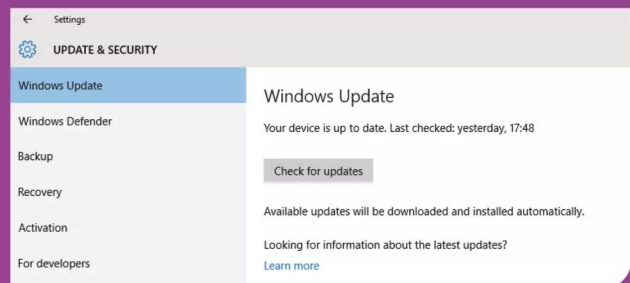 Settings
UPDATE & SECURITY
Windows Update
Windows Defender
Backup
Recovery
Activation
For developers
Windows Update
Your device is up to date. Last checked: yesterday, 17:48
Check for updates
Available updates will be downloaded and installed automatically.
Looking for information about the latest updates?
Learn more